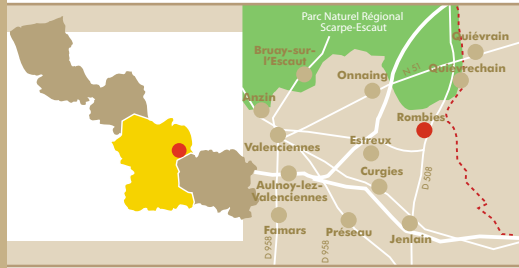 Parc Naturel Régional
Scarpe-Escaut
Quiévrain
Bruay-sur-
l'Escaut
Onnaing
N 51
Quiévrechain
Anzin
Rombies
Valenciennes
Estreux
Curgies
D 508
Aulnoy-lez-
Valenciennes
Famars
Préseau
Jenlain
D 958
D 958